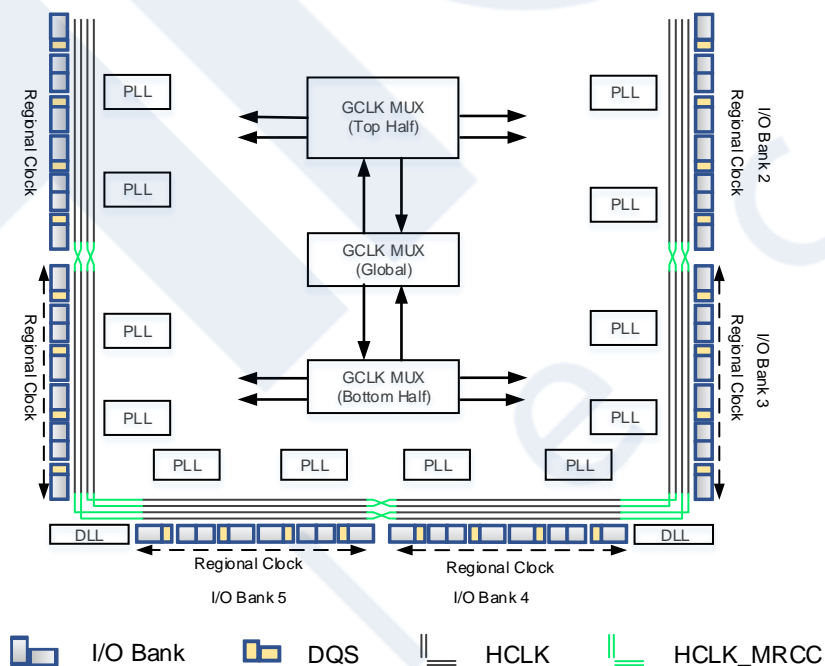 PLL
GCLK MUX
(Top Half)
PLL
Regional Clock
Regional Clock
I/O Bank 2
PLL
PLL
GCLK MUX
(Global)
PLL
PLL
Regional Clock
Regional Clock
I/O Bank 3
GCLK MUX
(Bottom Half)
PLL
PLL
PLL
PLL
PLL
PLL
DLL
DLL
Regional Clock
Regional Clock
I/O Bank 5
I/O Bank 4
I/O Bank
DQS
HCLK
HCLK_MRCC